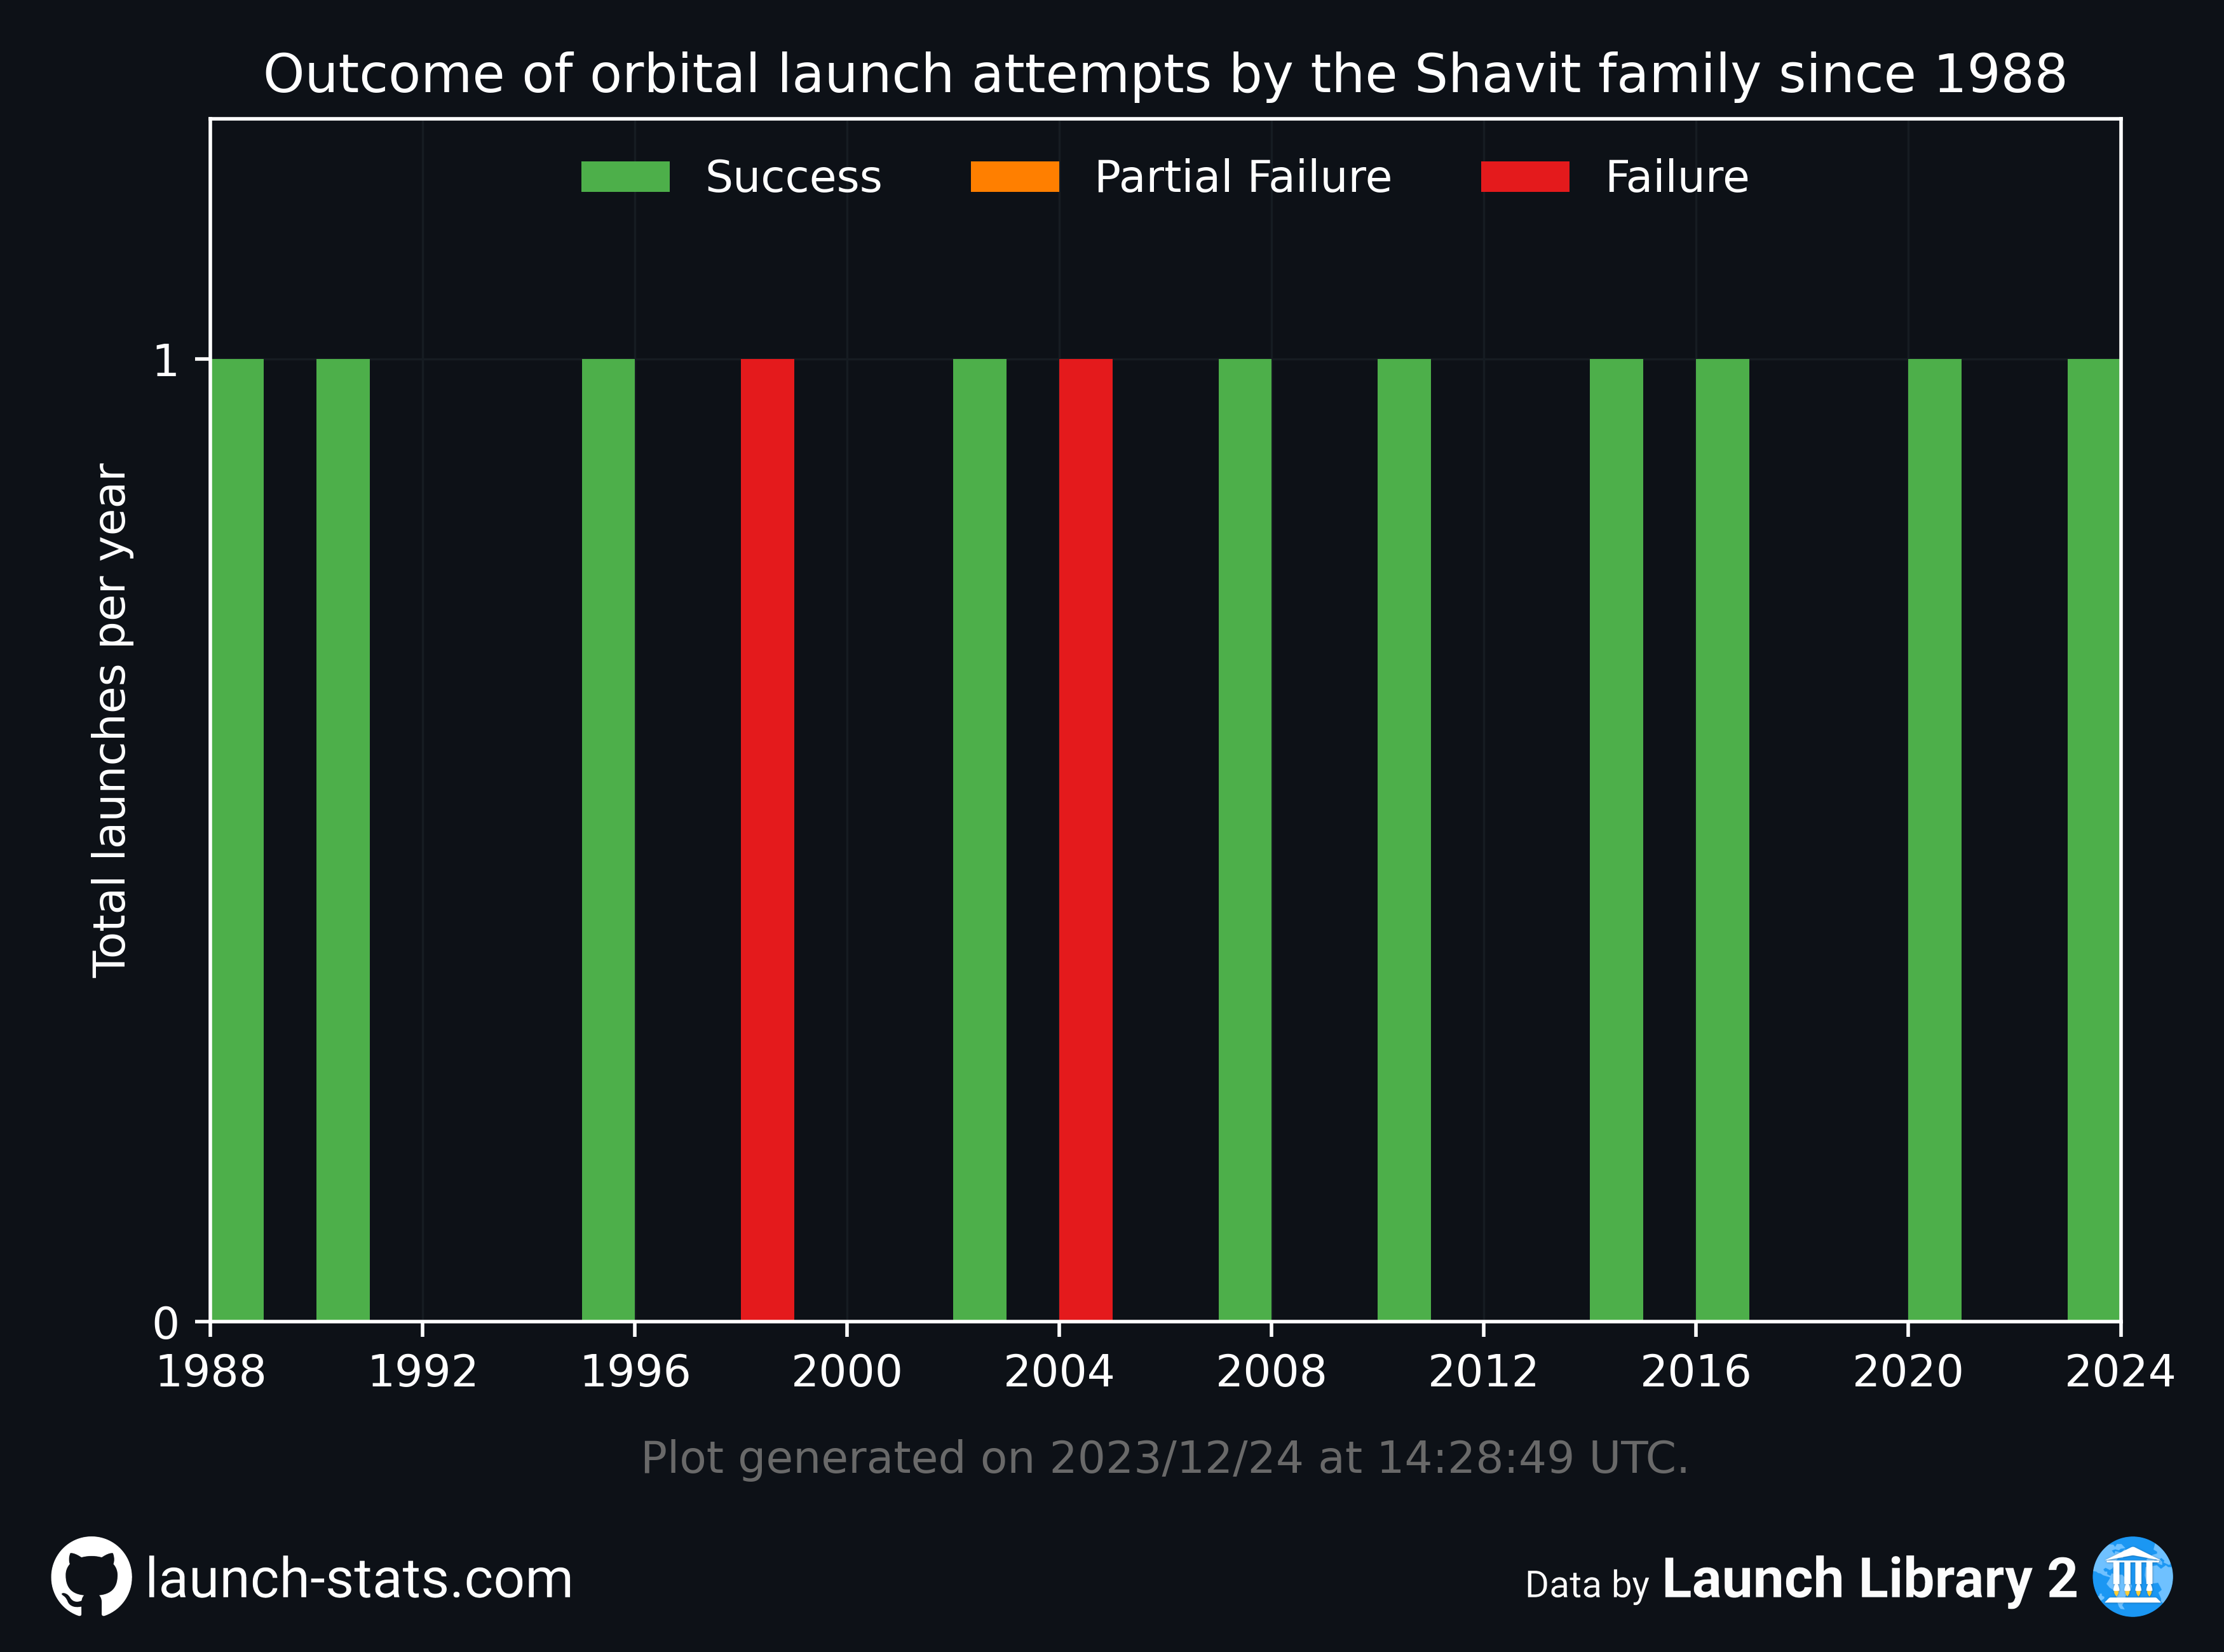 Outcome of orbital launch attempts by the Shavit family since 1988
Success Partial Failure Failure
Total launches per year
1
0
1988 1992 1996 2000 2004 2008 2012 2016 2020 2024
Plot generated on 2023/12/24 at 14:28:49 UTC.
launch-stats.com
Data by Launch Library 2